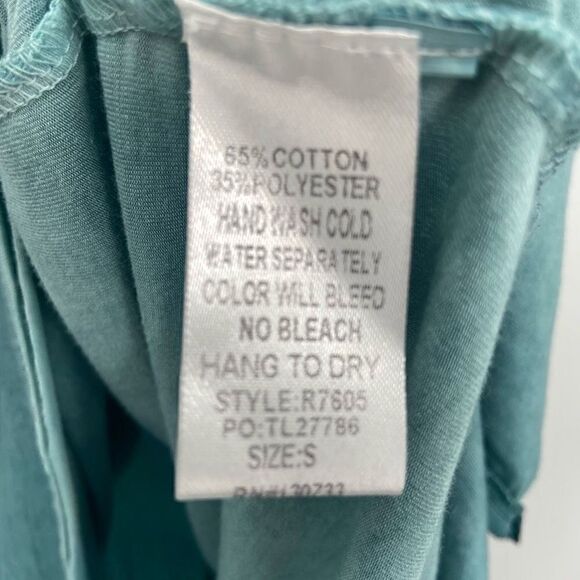 65% COTTON
35% POLYESTER
HAND WASH COLD
WATER SEPARATELY
COLOR WILL BLEED
NO BLEACH
HANG TO DRY
STYLE:R7605
PO:TL27786
SIZE:S